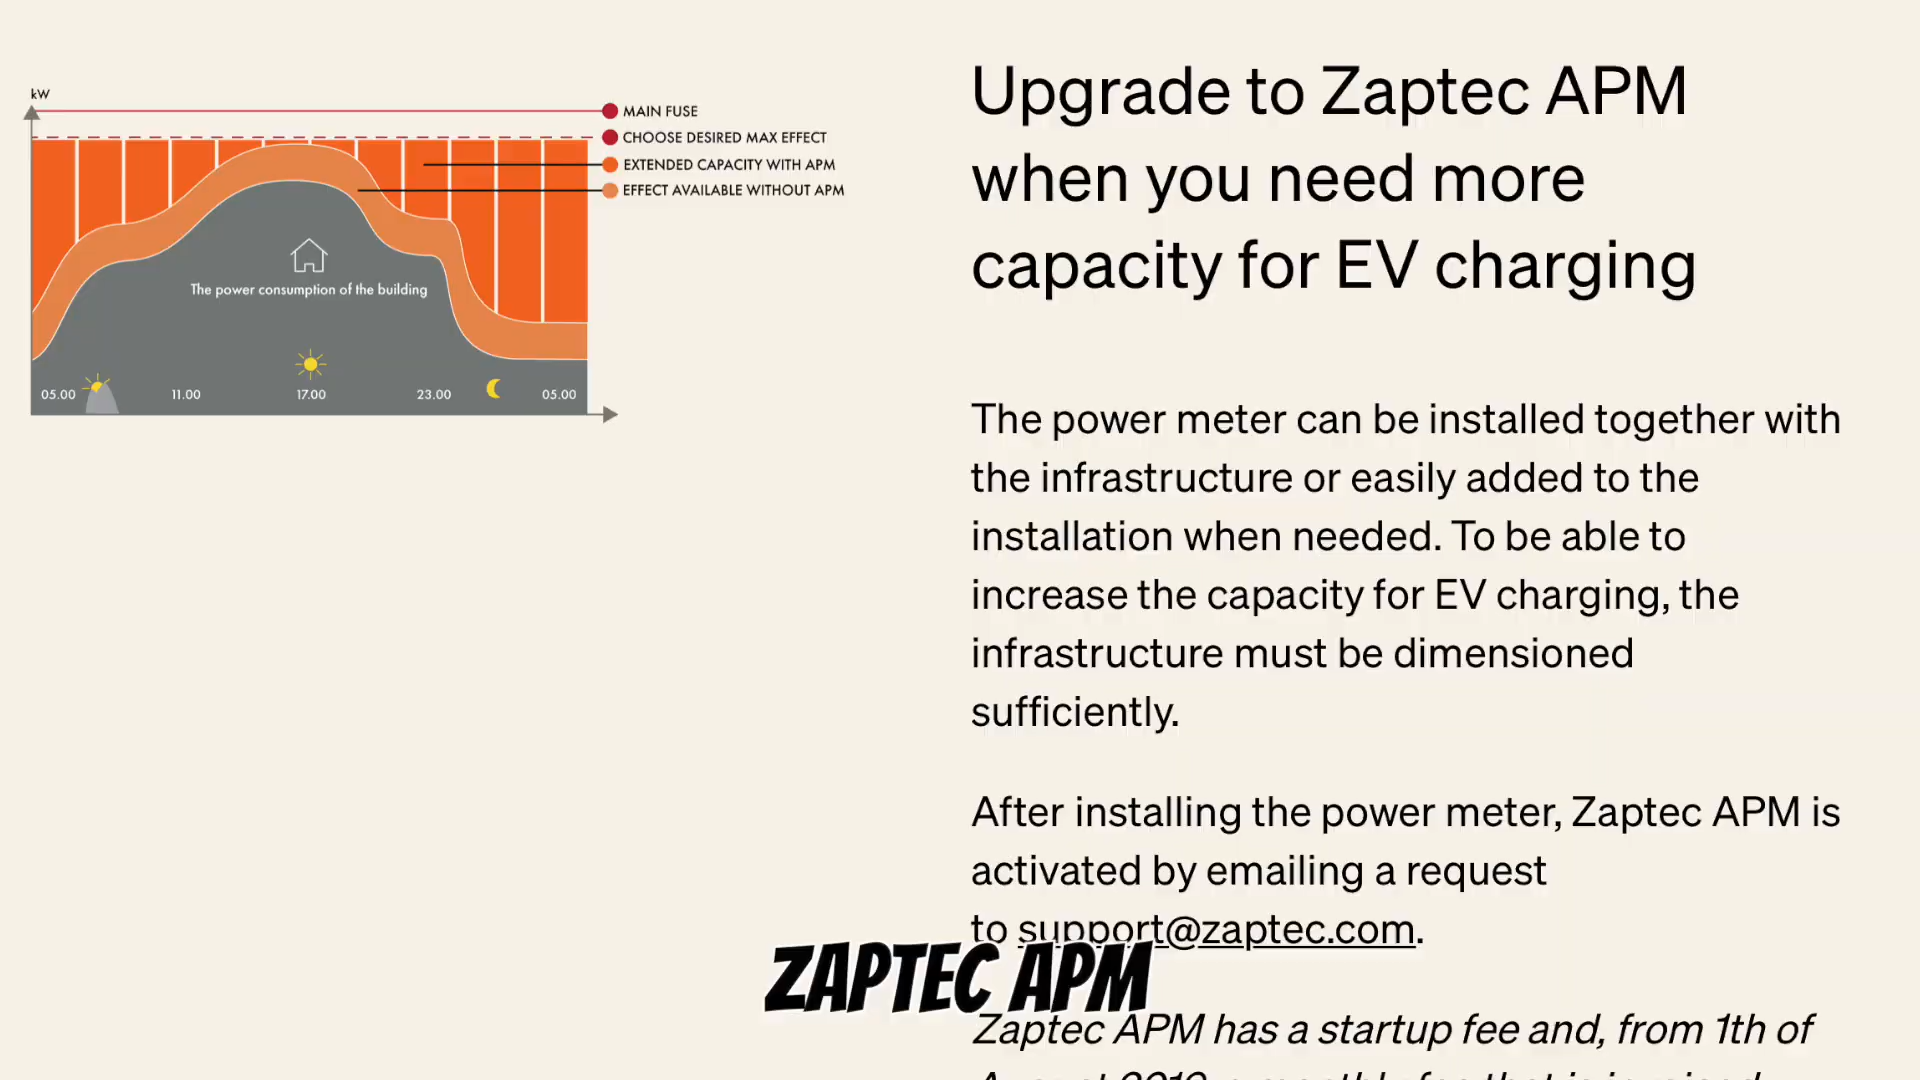 kW
MAIN FUSE
CHOOSE DESIRED MAX EFFECT
EXTENDED CAPACITY WITH APM
EFFECT AVAILABLE WITHOUT APM
The power consumption of the building
05.00 11.00 17.00 23.00 05.00
Upgrade to Zaptec APM
when you need more
capacity for EV charging
The power meter can be installed together with
the infrastructure or easily added to the
installation when needed. To be able to
increase the capacity for EV charging, the
infrastructure must be dimensioned
sufficiently.
After installing the power meter, Zaptec APM is
activated by emailing a request
to support@zaptec.com.
ZAPTEC APM
Zaptec APM has a startup fee and, from 1th of